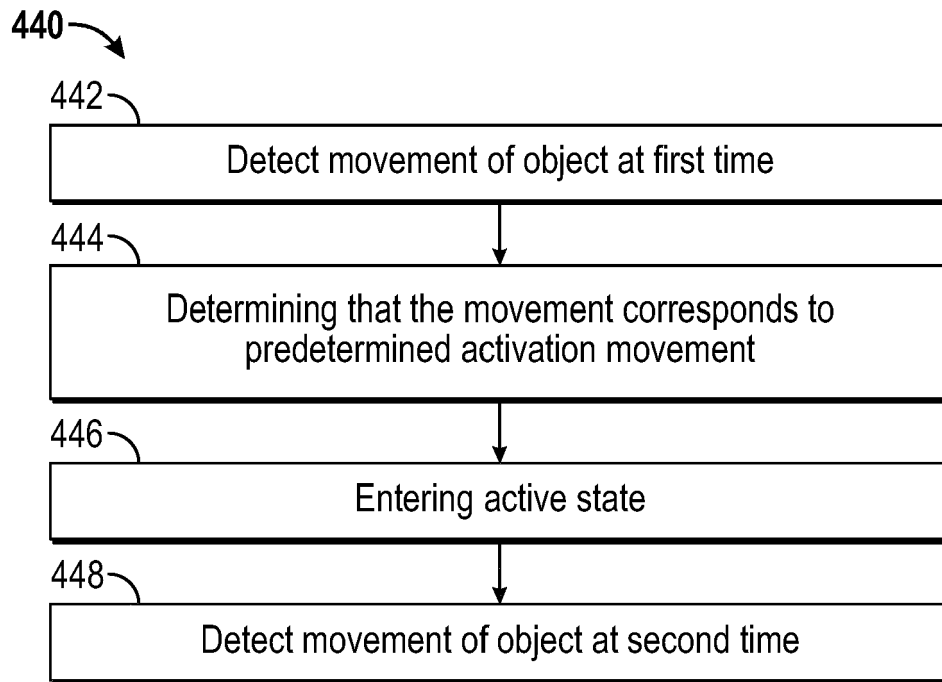 440
442
Detect movement of object at first time
444
Determining that the movement corresponds to
predetermined activation movement
446
Entering active state
448
Detect movement of object at second time